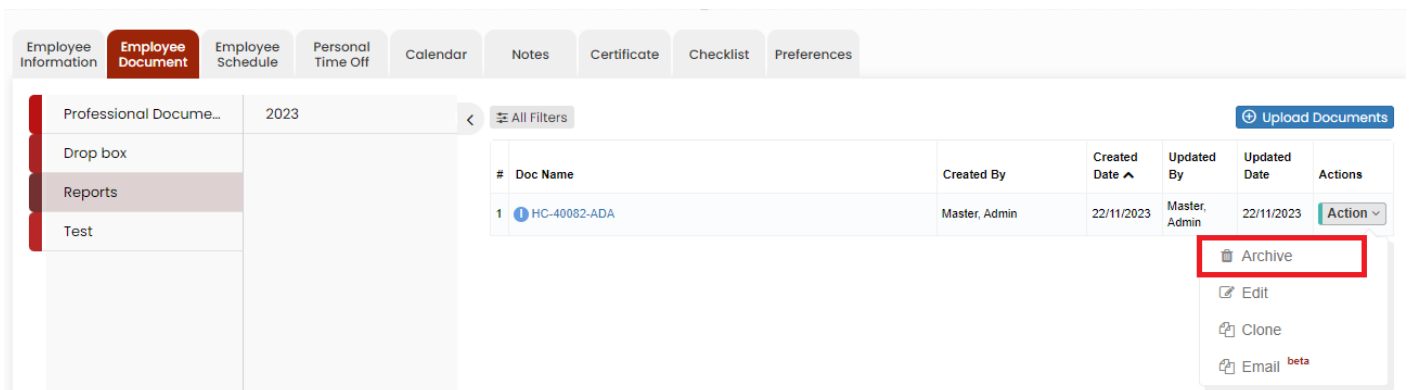 Employee Information
Employee Document
Employee Schedule
Personal Time Off
Calendar
Notes
Certificate
Checklist
Preferences
Professional Docume...
Drop box
Reports
Test
2023
All Filters
Upload Documents
# Doc Name Created By Created Date Updated By Updated Date Actions
1 I HC-40082-ADA Master, Admin 22/11/2023 Master, Admin 22/11/2023 Action
Archive
Edit
Clone
Email beta